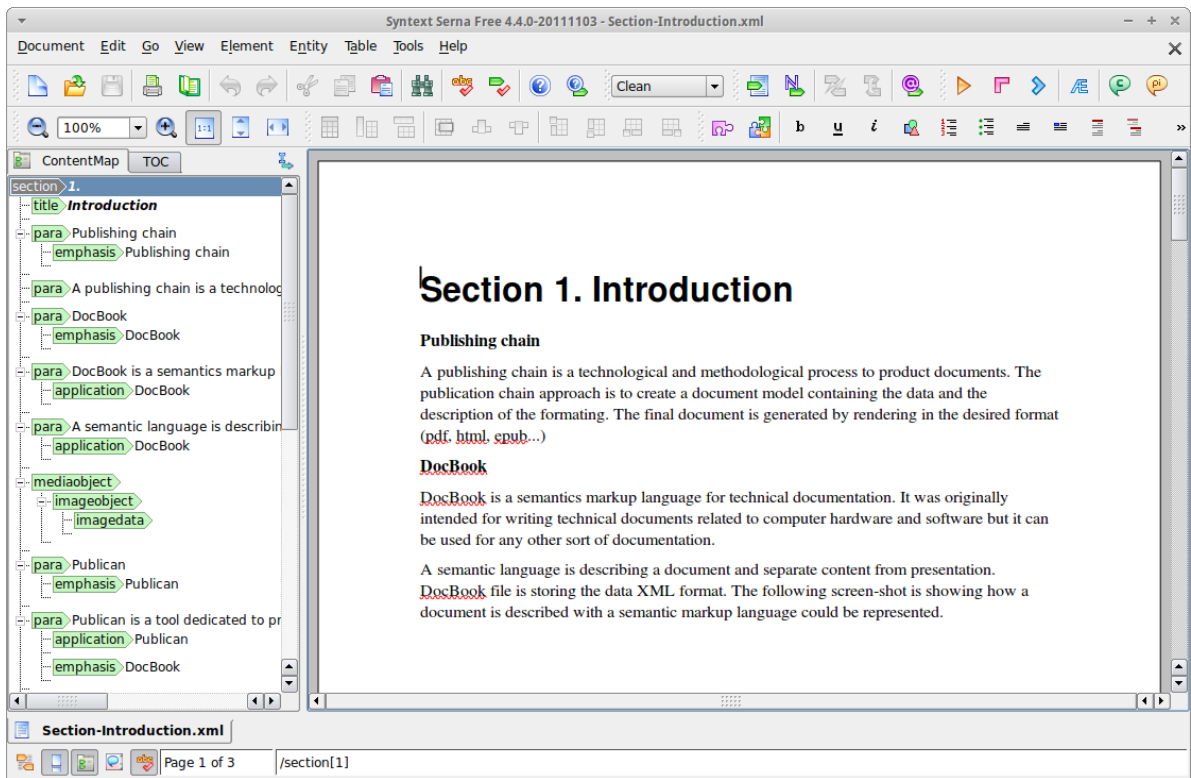 Syntext Serna Free 4.4.0-20111103 - Section-Introduction.xml
Document Edit Go View Element Entity Table Tools Help
abc Clean N Æ C pi
100% 1:1 b u i »
ContentMap TOC
section 1.
title Introduction
para Publishing chain
emphasis Publishing chain
para A publishing chain is a technolog
para DocBook
emphasis DocBook
para DocBook is a semantics markup
application DocBook
para A semantic language is describin
application DocBook
mediaobject
imageobject
imagedata
para Publican
emphasis Publican
para Publican is a tool dedicated to pr
application Publican
emphasis DocBook
Section 1. Introduction
Publishing chain
A publishing chain is a technological and methodological process to product documents. The
publication chain approach is to create a document model containing the data and the
description of the formating. The final document is generated by rendering in the desired format
(pdf, html, epub...)
DocBook
DocBook is a semantics markup language for technical documentation. It was originally
intended for writing technical documents related to computer hardware and software but it can
be used for any other sort of documentation.
A semantic language is describing a document and separate content from presentation.
DocBook file is storing the data XML format. The following screen-shot is showing how a
document is described with a semantic markup language could be represented.
Section-Introduction.xml
Page 1 of 3 /section[1]